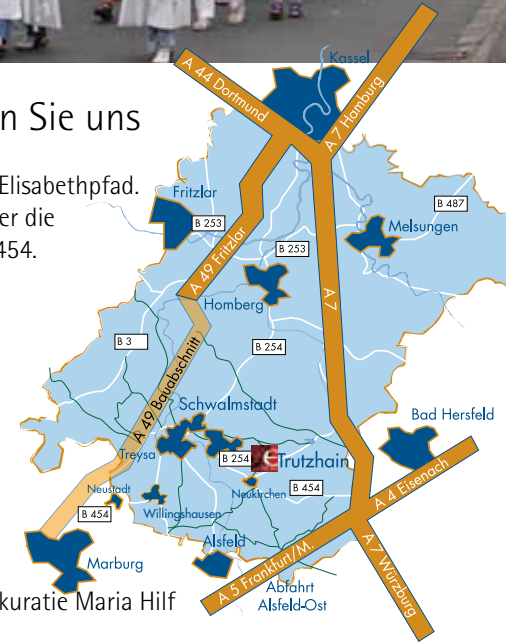 Kassel
A 44 Dortmund
A 7 Hamburg
n Sie uns
Elisabethpfad.
er die
454.
Fritzlar
B 487
B 253
Melsungen
B 253
A 49 Fritzlar
A 7
Homberg
B 3
B 254
A 49 Bauabschnitt
Schwalmstadt
Bad Hersfeld
Treysa
B 254
e
Trutzhain
Neustadt
Neukirchen
B 454
A 4 Eisenach
B 454
Willingshausen
Alsfeld
Marburg
A 5 Frankfurt/M.
A 7 Würzburg
Abfahrt
Alsfeld-Ost
kuratie Maria Hilf